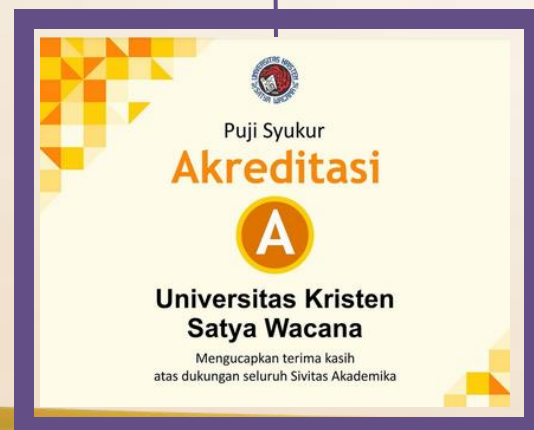 Puji Syukur
Akreditasi
A
Universitas Kristen
Satya Wacana
Mengucapkan terima kasih
atas dukungan seluruh Sivitas Akademika